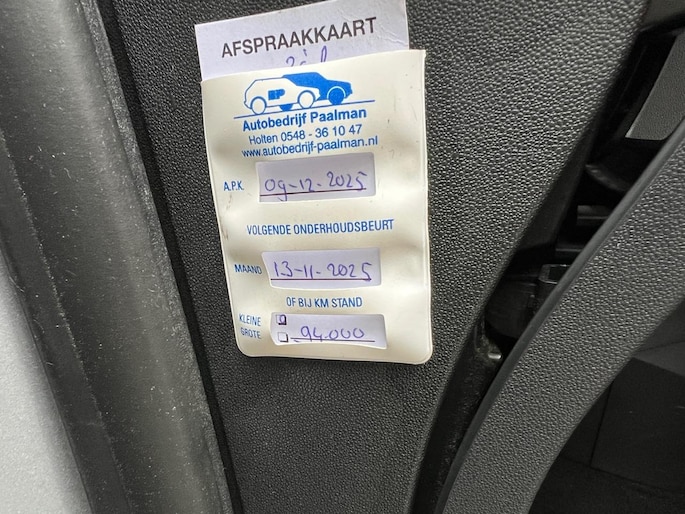 AFSPRAAKKAART
Autobedrijf Paalman
Holten 0548 - 36 10 47
www.autobedrijf-paalman.nl
A.P.K. 09-12-2025
VOLGENDE ONDERHOUDSBEURT
MAAND 13-11-2025
OF BIJ KM STAND
KLEINE
GROTE 94.000